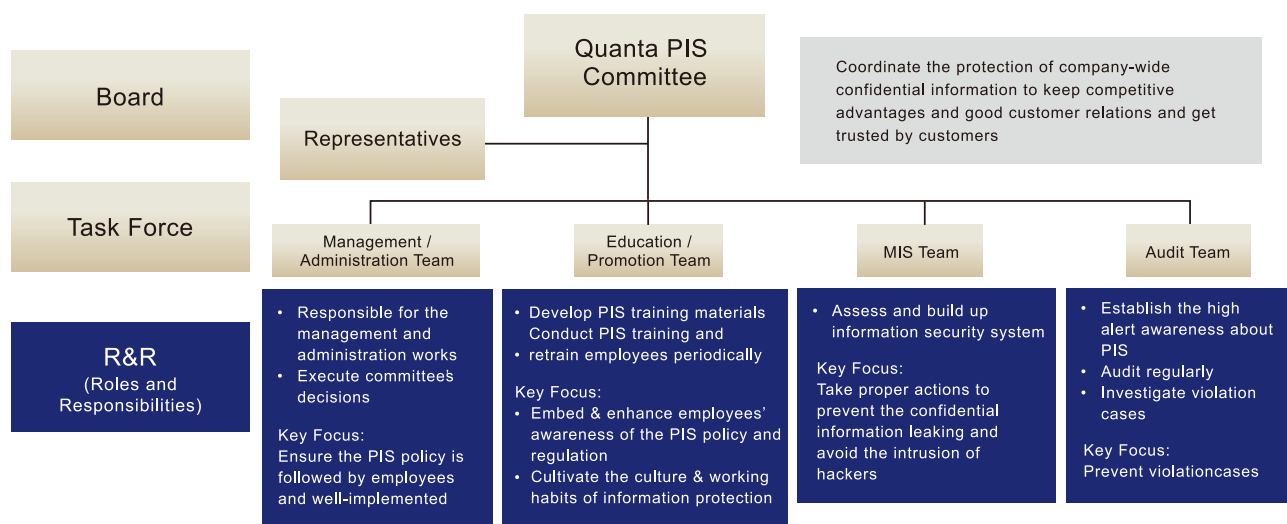 Board
Quanta PIS
Committee
Coordinate the protection of company-wide
confidential information to keep competitive
advantages and good customer relations and get
trusted by customers
Representatives
Task Force
Management /
Administration Team
Education /
Promotion Team
MIS Team
Audit Team
R&R
(Roles and
Responsibilities)
• Responsible for the
management and
administration works
• Execute committee's
decisions
Key Focus:
Ensure the PIS policy is
followed by employees
and well-implemented
• Develop PIS training materials
Conduct PIS training and
• retrain employees periodically
Key Focus:
• Embed & enhance employees'
awareness of the PIS policy and
regulation
• Cultivate the culture & working
habits of information protection
• Assess and build up
information security system
Key Focus:
Take proper actions to
prevent the confidential
information leaking and
avoid the intrusion of
hackers
• Establish the high
alert awareness about
PIS
• Audit regularly
• Investigate violation
cases
Key Focus:
Prevent violationcases